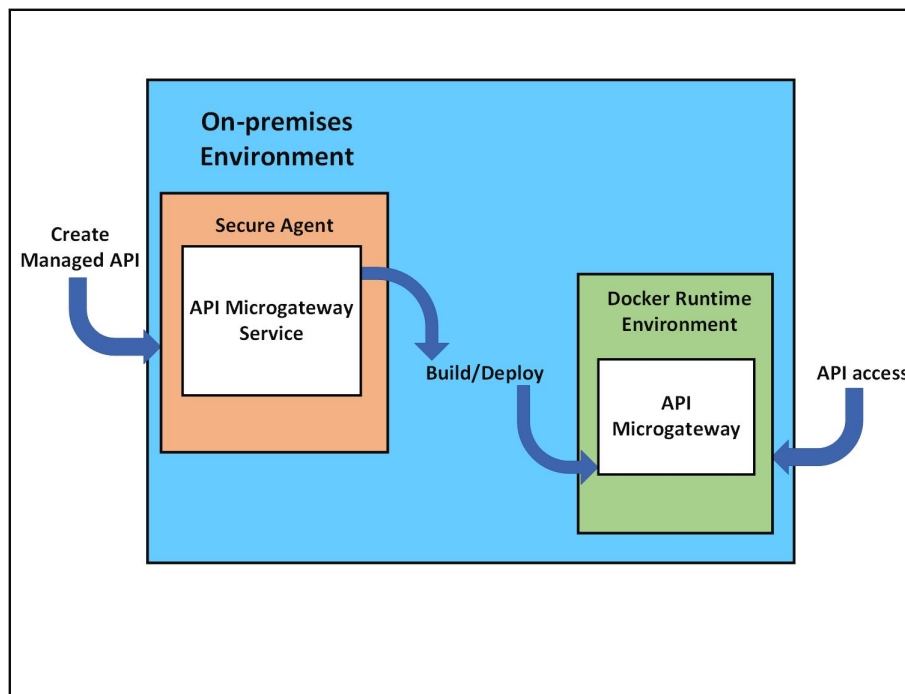 On-premises
Environment
Secure Agent
Create
Managed API
API Microgateway
Service
Docker Runtime
Environment
Build/Deploy
API access
API
Microgateway